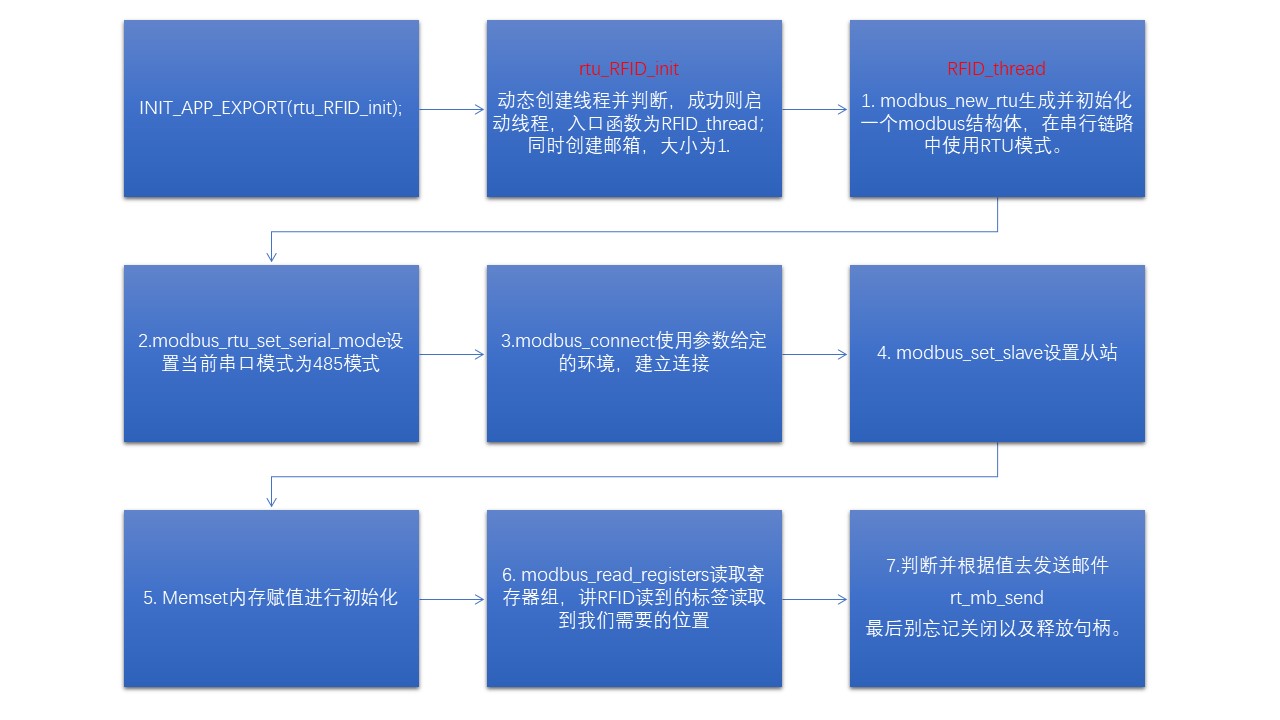 INIT_APP_EXPORT(rtu_RFID_init);
rtu_RFID_init
动态创建线程并判断，成功则启
动线程，入口函数为RFID_thread;
同时创建邮箱，大小为1.
RFID_thread
1. modbus_new_rtu生成并初始化
一个modbus结构体，在串行链路
中使用RTU模式。
2.modbus_rtu_set_serial_mode设
置当前串口模式为485模式
3.modbus_connect使用参数给定
的环境，建立连接
4. modbus_set_slave设置从站
5. Memset内存赋值进行初始化
6. modbus_read_registers读取寄
存器组，讲RFID读到的标签读取
到我们需要的位置
7.判断并根据值去发送邮件
rt_mb_send
最后别忘记关闭以及释放句柄。